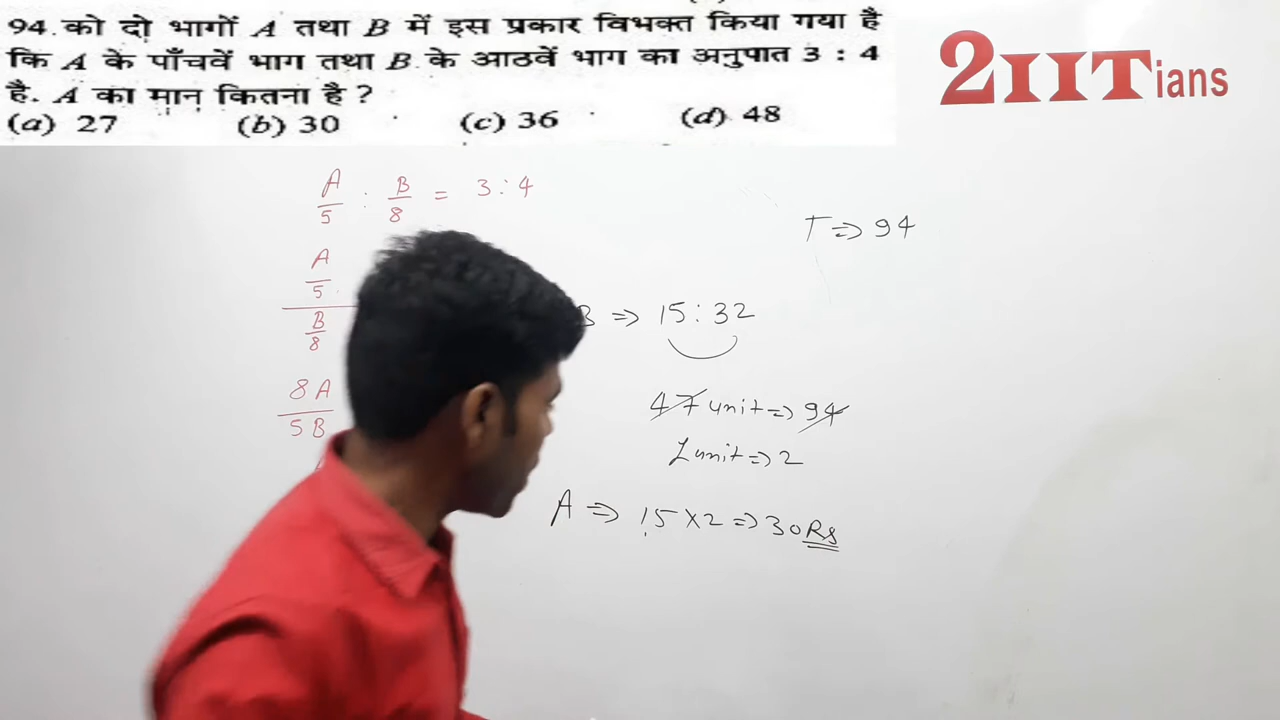 94. को दो भागों A तथा B में इस प्रकार विभक्त किया गया है
कि A के पाँचवें भाग तथा B के आठवें भाग का अनुपात 3 : 4
है. A का मान कितना है ?
(a) 27 (b) 30 (c) 36 (d) 48
2IITians
A/5 : B/8 = 3:4
T => 94
A/5
B/8
B => 15:32
8A
5B
47 unit => 94
1 unit => 2
A => 15×2 => 30 Rs